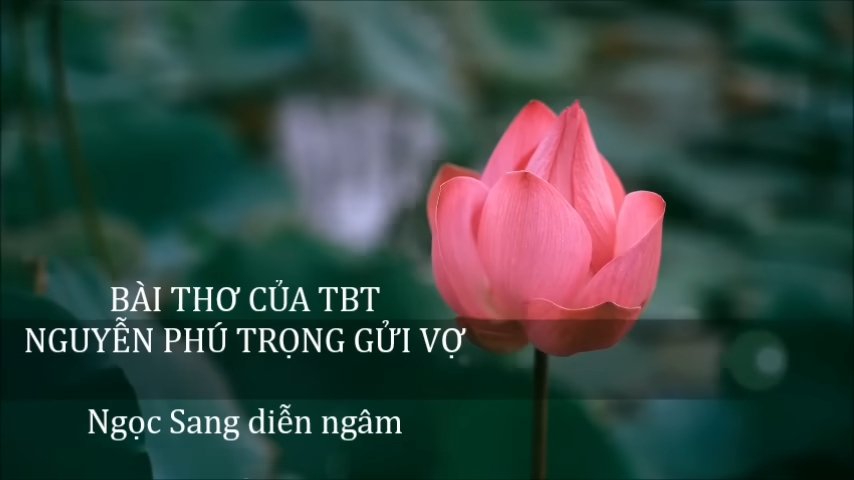 BÀI THƠ CỦA TBT
NGUYỄN PHÚ TRỌNG GỬI VỢ
Ngọc Sang diễn ngâm